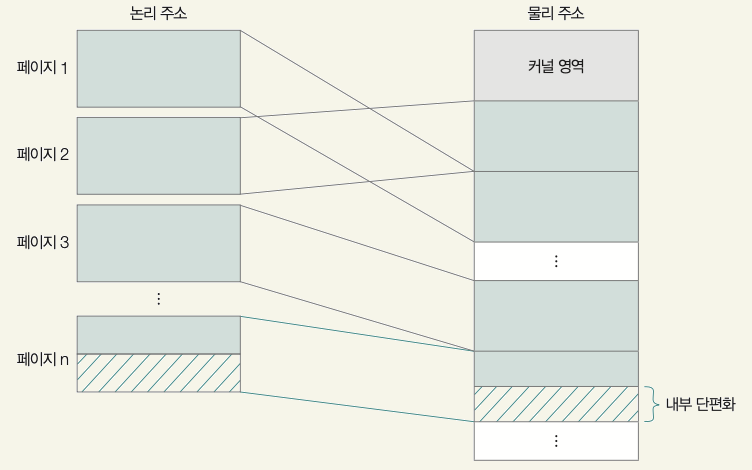 논리 주소
물리 주소
페이지 1
커널 영역
페이지 2
페이지 3
⋮
⋮
페이지 n
내부 단편화
⋮